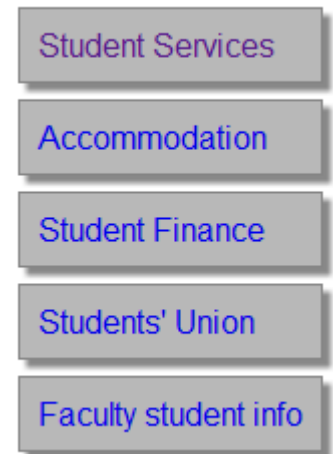 Student Services
Accommodation
Student Finance
Students' Union
Faculty student info